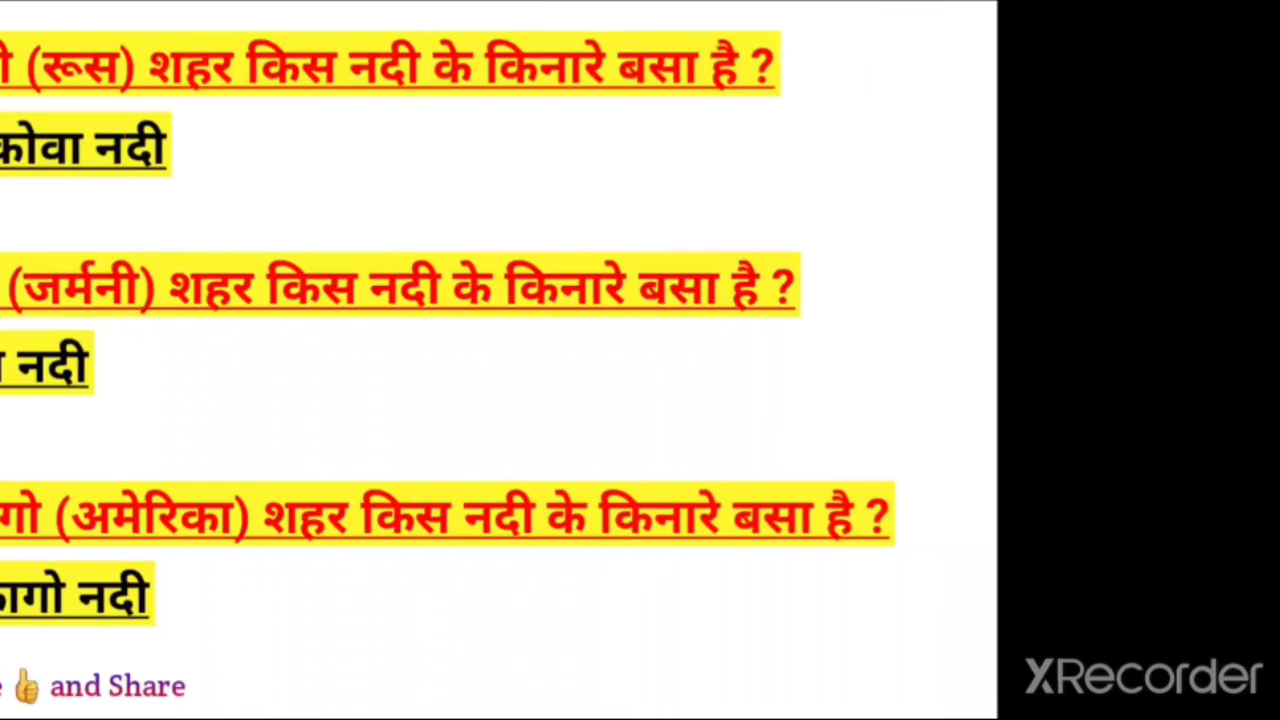 (रूस) शहर किस नदी के किनारे बसा है ?
नदी
(जर्मनी) शहर किस नदी के किनारे बसा है ?
नदी
(अमेरिका) शहर किस नदी के किनारे बसा है ?
नदी
👍 and Share
XRecorder